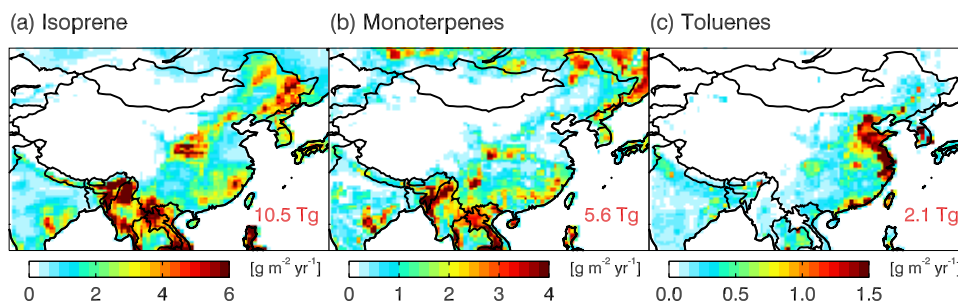 (a) Isoprene (b) Monoterpenes (c) Toluenes
10.5 Tg 5.6 Tg 2.1 Tg
[g m⁻² yr⁻¹] [g m⁻² yr⁻¹] [g m⁻² yr⁻¹]
0 2 4 6 0 1 2 3 4 0.0 0.5 1.0 1.5